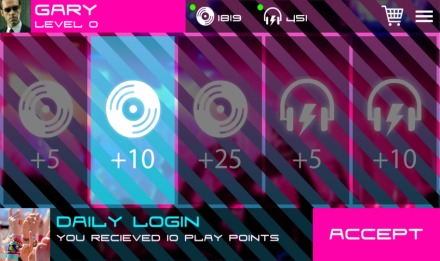 GARY
LEVEL 0
1819
451
+5
+10
+25
+5
+10
DAILY LOGIN
YOU RECIEVED 10 PLAY POINTS
ACCEPT